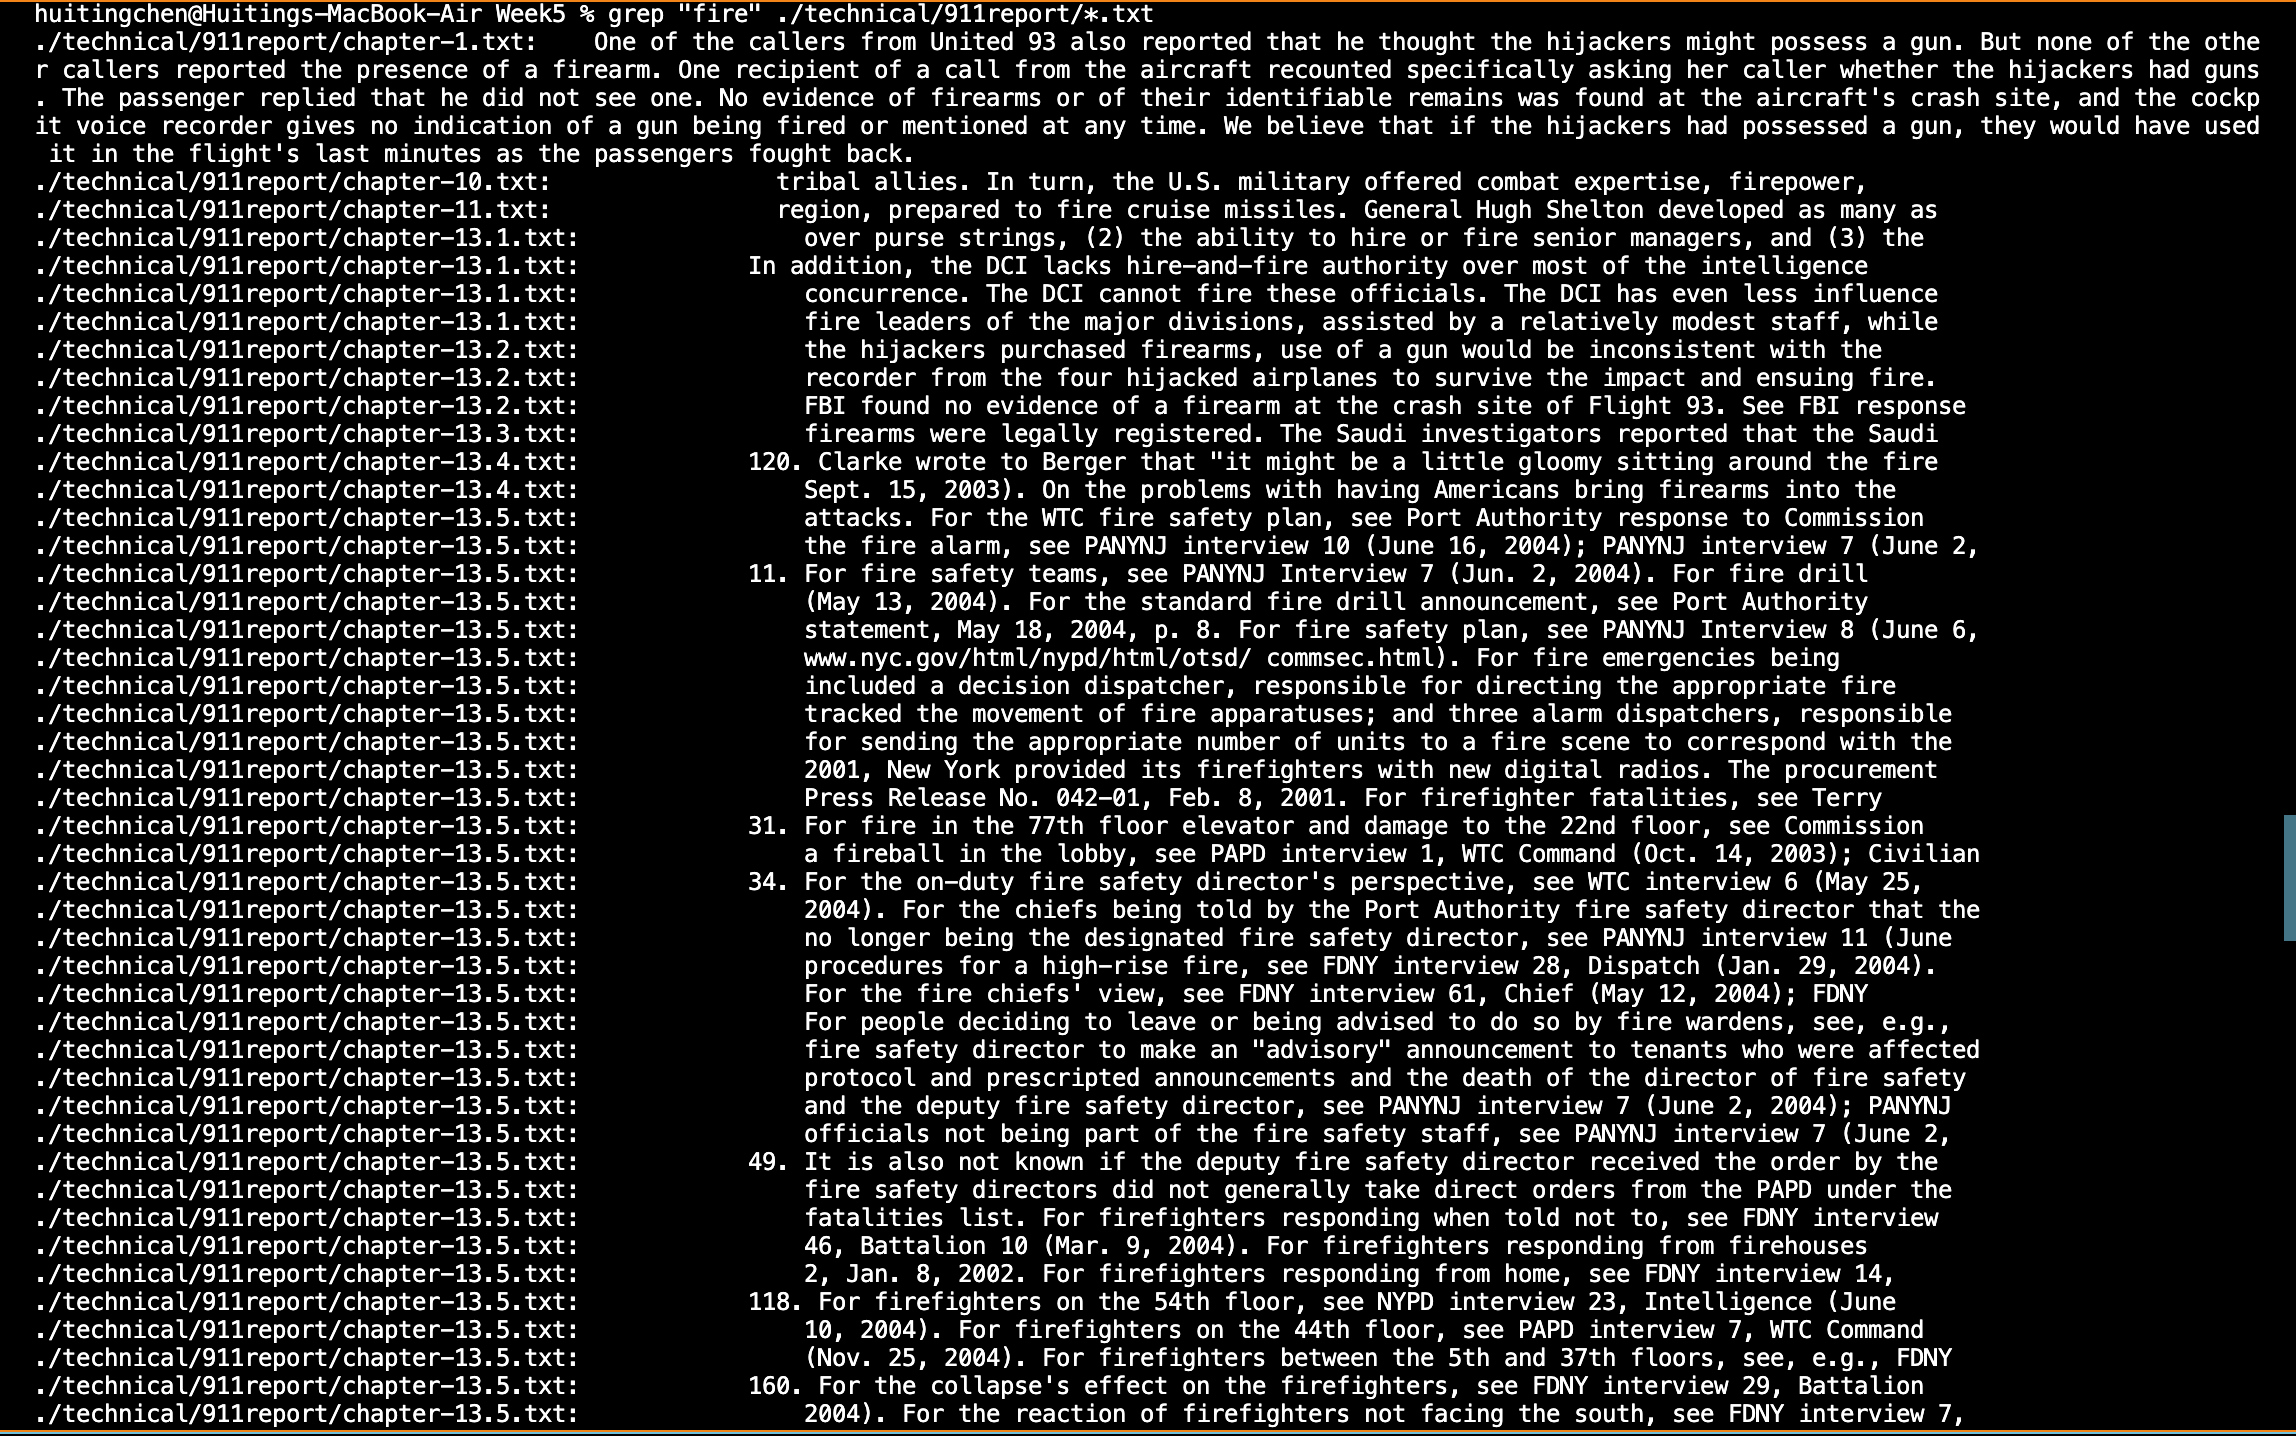 huitingchen@Huitings-MacBook-Air Week5 % grep "fire" ./technical/911report/*.txt
./technical/911report/chapter-1.txt:    One of the callers from United 93 also reported that he thought the hijackers might possess a gun. But none of the othe
r callers reported the presence of a firearm. One recipient of a call from the aircraft recounted specifically asking her caller whether the hijackers had guns
. The passenger replied that he did not see one. No evidence of firearms or of their identifiable remains was found at the aircraft's crash site, and the cockp
it voice recorder gives no indication of a gun being fired or mentioned at any time. We believe that if the hijackers had possessed a gun, they would have used
 it in the flight's last minutes as the passengers fought back.
./technical/911report/chapter-10.txt:                tribal allies. In turn, the U.S. military offered combat expertise, firepower,
./technical/911report/chapter-11.txt:                region, prepared to fire cruise missiles. General Hugh Shelton developed as many as
./technical/911report/chapter-13.1.txt:                over purse strings, (2) the ability to hire or fire senior managers, and (3) the
./technical/911report/chapter-13.1.txt:            In addition, the DCI lacks hire-and-fire authority over most of the intelligence
./technical/911report/chapter-13.1.txt:                concurrence. The DCI cannot fire these officials. The DCI has even less influence
./technical/911report/chapter-13.1.txt:                fire leaders of the major divisions, assisted by a relatively modest staff, while
./technical/911report/chapter-13.2.txt:                the hijackers purchased firearms, use of a gun would be inconsistent with the
./technical/911report/chapter-13.2.txt:                recorder from the four hijacked airplanes to survive the impact and ensuing fire.
./technical/911report/chapter-13.2.txt:                FBI found no evidence of a firearm at the crash site of Flight 93. See FBI response
./technical/911report/chapter-13.3.txt:                firearms were legally registered. The Saudi investigators reported that the Saudi
./technical/911report/chapter-13.4.txt:            120. Clarke wrote to Berger that "it might be a little gloomy sitting around the fire
./technical/911report/chapter-13.4.txt:                Sept. 15, 2003). On the problems with having Americans bring firearms into the
./technical/911report/chapter-13.5.txt:                attacks. For the WTC fire safety plan, see Port Authority response to Commission
./technical/911report/chapter-13.5.txt:                the fire alarm, see PANYNJ interview 10 (June 16, 2004); PANYNJ interview 7 (June 2,
./technical/911report/chapter-13.5.txt:            11. For fire safety teams, see PANYNJ Interview 7 (Jun. 2, 2004). For fire drill
./technical/911report/chapter-13.5.txt:                (May 13, 2004). For the standard fire drill announcement, see Port Authority
./technical/911report/chapter-13.5.txt:                statement, May 18, 2004, p. 8. For fire safety plan, see PANYNJ Interview 8 (June 6,
./technical/911report/chapter-13.5.txt:                www.nyc.gov/html/nypd/html/otsd/ commsec.html). For fire emergencies being
./technical/911report/chapter-13.5.txt:                included a decision dispatcher, responsible for directing the appropriate fire
./technical/911report/chapter-13.5.txt:                tracked the movement of fire apparatuses; and three alarm dispatchers, responsible
./technical/911report/chapter-13.5.txt:                for sending the appropriate number of units to a fire scene to correspond with the
./technical/911report/chapter-13.5.txt:                2001, New York provided its firefighters with new digital radios. The procurement
./technical/911report/chapter-13.5.txt:                Press Release No. 042-01, Feb. 8, 2001. For firefighter fatalities, see Terry
./technical/911report/chapter-13.5.txt:            31. For fire in the 77th floor elevator and damage to the 22nd floor, see Commission
./technical/911report/chapter-13.5.txt:                a fireball in the lobby, see PAPD interview 1, WTC Command (Oct. 14, 2003); Civilian
./technical/911report/chapter-13.5.txt:            34. For the on-duty fire safety director's perspective, see WTC interview 6 (May 25,
./technical/911report/chapter-13.5.txt:                2004). For the chiefs being told by the Port Authority fire safety director that the
./technical/911report/chapter-13.5.txt:                no longer being the designated fire safety director, see PANYNJ interview 11 (June
./technical/911report/chapter-13.5.txt:                procedures for a high-rise fire, see FDNY interview 28, Dispatch (Jan. 29, 2004).
./technical/911report/chapter-13.5.txt:                For the fire chiefs' view, see FDNY interview 61, Chief (May 12, 2004); FDNY
./technical/911report/chapter-13.5.txt:                For people deciding to leave or being advised to do so by fire wardens, see, e.g.,
./technical/911report/chapter-13.5.txt:                fire safety director to make an "advisory" announcement to tenants who were affected
./technical/911report/chapter-13.5.txt:                protocol and prescripted announcements and the death of the director of fire safety
./technical/911report/chapter-13.5.txt:                and the deputy fire safety director, see PANYNJ interview 7 (June 2, 2004); PANYNJ
./technical/911report/chapter-13.5.txt:                officials not being part of the fire safety staff, see PANYNJ interview 7 (June 2,
./technical/911report/chapter-13.5.txt:            49. It is also not known if the deputy fire safety director received the order by the
./technical/911report/chapter-13.5.txt:                fire safety directors did not generally take direct orders from the PAPD under the
./technical/911report/chapter-13.5.txt:                fatalities list. For firefighters responding when told not to, see FDNY interview
./technical/911report/chapter-13.5.txt:                46, Battalion 10 (Mar. 9, 2004). For firefighters responding from firehouses
./technical/911report/chapter-13.5.txt:                2, Jan. 8, 2002. For firefighters responding from home, see FDNY interview 14,
./technical/911report/chapter-13.5.txt:            118. For firefighters on the 54th floor, see NYPD interview 23, Intelligence (June
./technical/911report/chapter-13.5.txt:                10, 2004). For firefighters on the 44th floor, see PAPD interview 7, WTC Command
./technical/911report/chapter-13.5.txt:                (Nov. 25, 2004). For firefighters between the 5th and 37th floors, see, e.g., FDNY
./technical/911report/chapter-13.5.txt:            160. For the collapse's effect on the firefighters, see FDNY interview 29, Battalion
./technical/911report/chapter-13.5.txt:                2004). For the reaction of firefighters not facing the south, see FDNY interview 7,